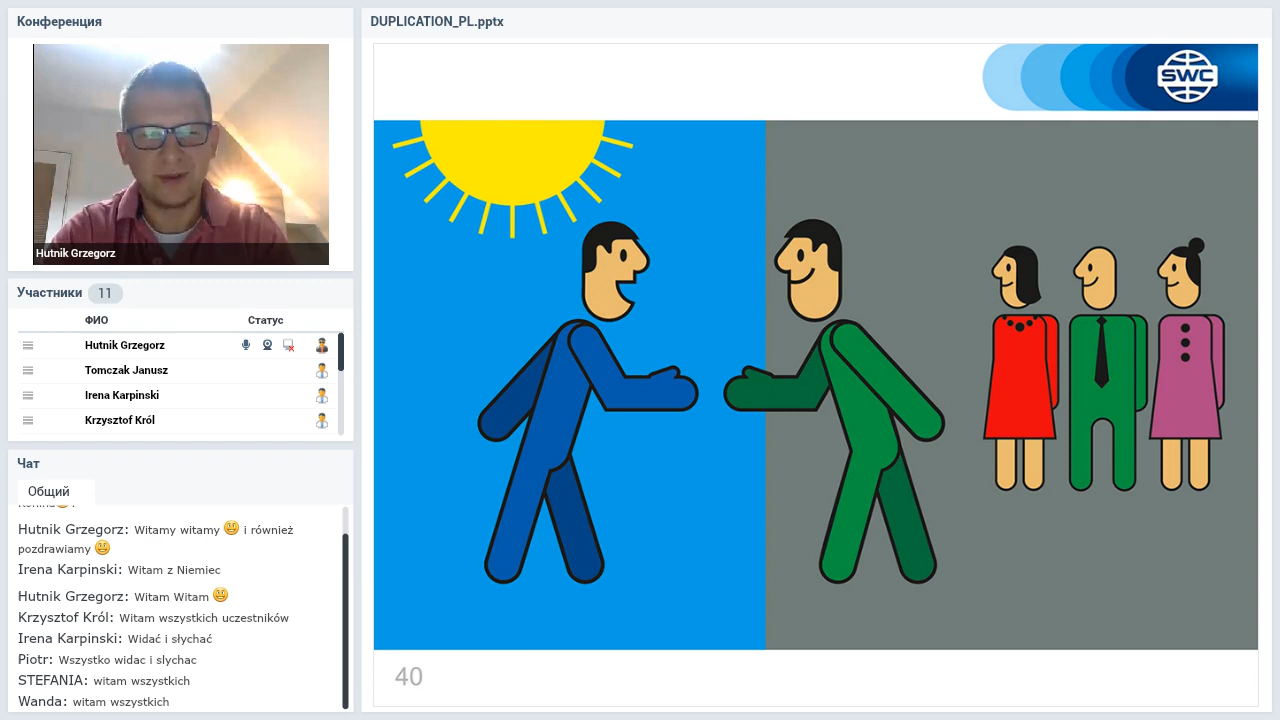 Конференция
Hutnik Grzegorz
Участники 11
ФИО Статус
Hutnik Grzegorz
Tomczak Janusz
Irena Karpinski
Krzysztof Król
Чат
Общий
Hutnik Grzegorz: Witamy witamy i również
pozdrawiamy
Irena Karpinski: Witam z Niemiec
Hutnik Grzegorz: Witam Witam
Krzysztof Król: Witam wszystkich uczestników
Irena Karpinski: Widać i słychać
Piotr: Wszystko widac i slychac
STEFANIA: witam wszystkich
Wanda: witam wszystkich
DUPLICATION_PL.pptx
SWC
40